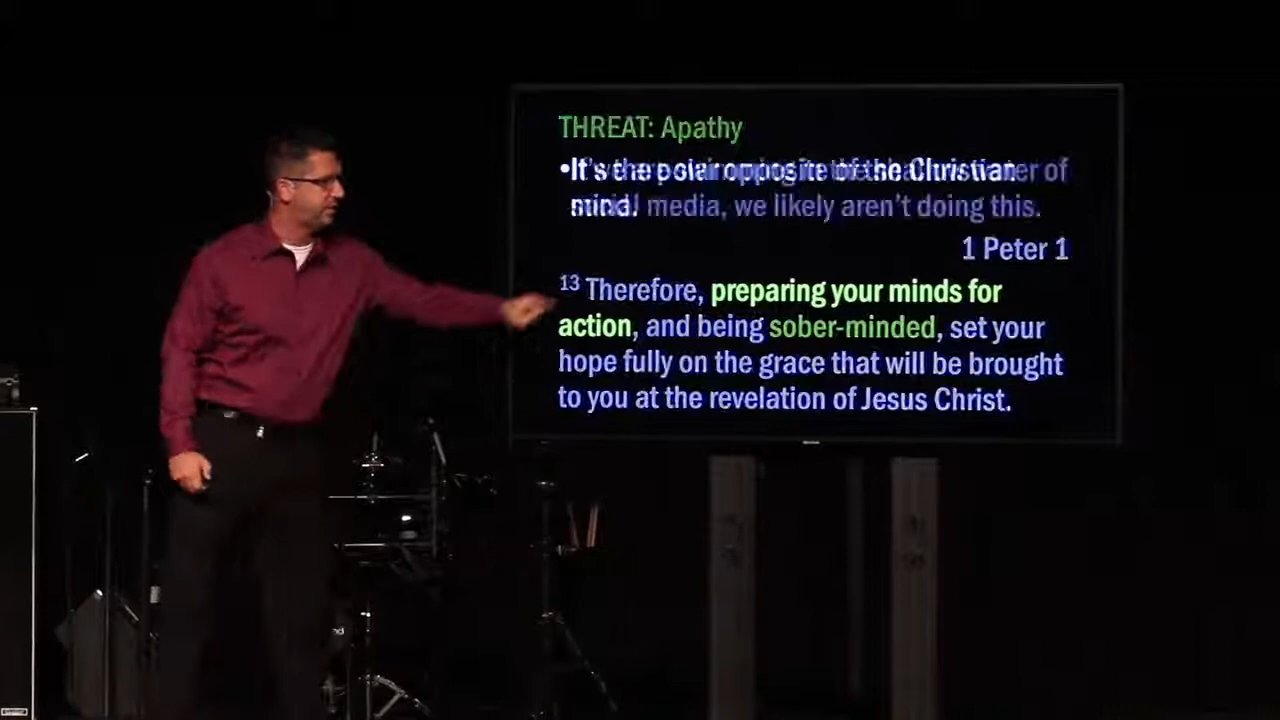 THREAT: Apathy
•It's the polar opposite of the Christian
mind. media, we likely aren't doing this.
1 Peter 1
13 Therefore, preparing your minds for
action, and being sober-minded, set your
hope fully on the grace that will be brought
to you at the revelation of Jesus Christ.